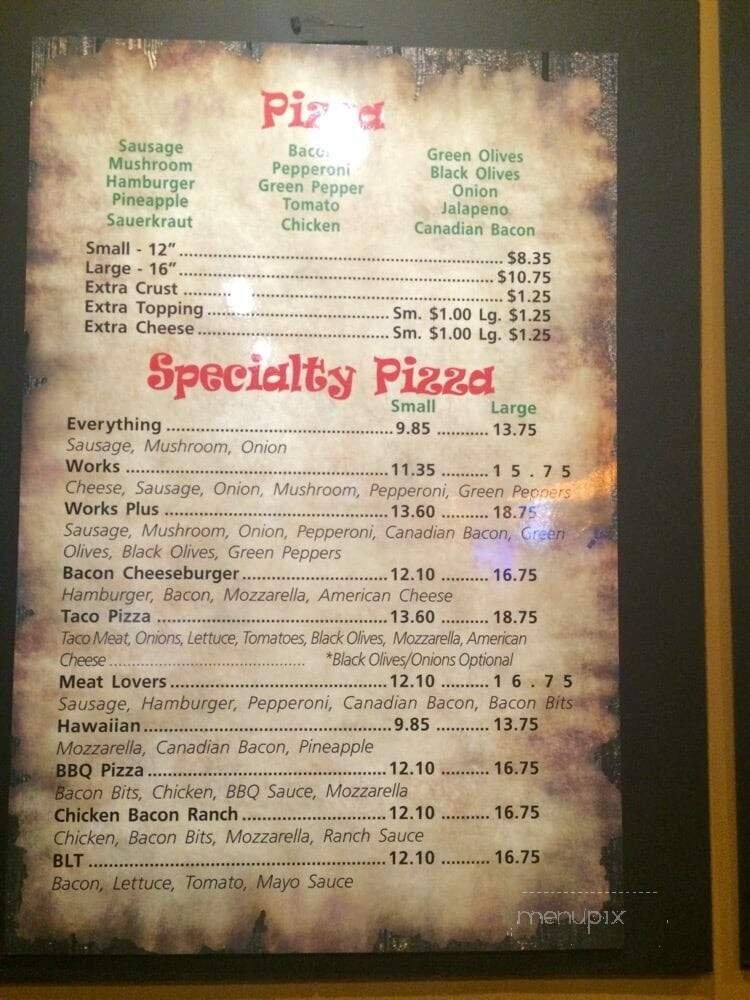 Pizza
Sausage Bacon Green Olives
Mushroom Pepperoni Black Olives
Hamburger Green Pepper Onion
Pineapple Tomato Jalapeno
Sauerkraut Chicken Canadian Bacon
Small - 12" $8.35
Large - 16" $10.75
Extra Crust $1.25
Extra Topping Sm. $1.00 Lg. $1.25
Extra Cheese Sm. $1.00 Lg. $1.25
Specialty Pizza
Small Large
Everything 9.85 13.75
Sausage, Mushroom, Onion
Works 11.35 15.75
Cheese, Sausage, Onion, Mushroom, Pepperoni, Green Peppers
Works Plus 13.60 18.75
Sausage, Mushroom, Onion, Pepperoni, Canadian Bacon, Green
Olives, Black Olives, Green Peppers
Bacon Cheeseburger 12.10 16.75
Hamburger, Bacon, Mozzarella, American Cheese
Taco Pizza 13.60 18.75
Taco Meat, Onions, Lettuce, Tomatoes, Black Olives, Mozzarella, American
Cheese *Black Olives/Onions Optional
Meat Lovers 12.10 16.75
Sausage, Hamburger, Pepperoni, Canadian Bacon, Bacon Bits
Hawaiian 9.85 13.75
Mozzarella, Canadian Bacon, Pineapple
BBQ Pizza 12.10 16.75
Bacon Bits, Chicken, BBQ Sauce, Mozzarella
Chicken Bacon Ranch 12.10 16.75
Chicken, Bacon Bits, Mozzarella, Ranch Sauce
BLT 12.10 16.75
Bacon, Lettuce, Tomato, Mayo Sauce
menupix